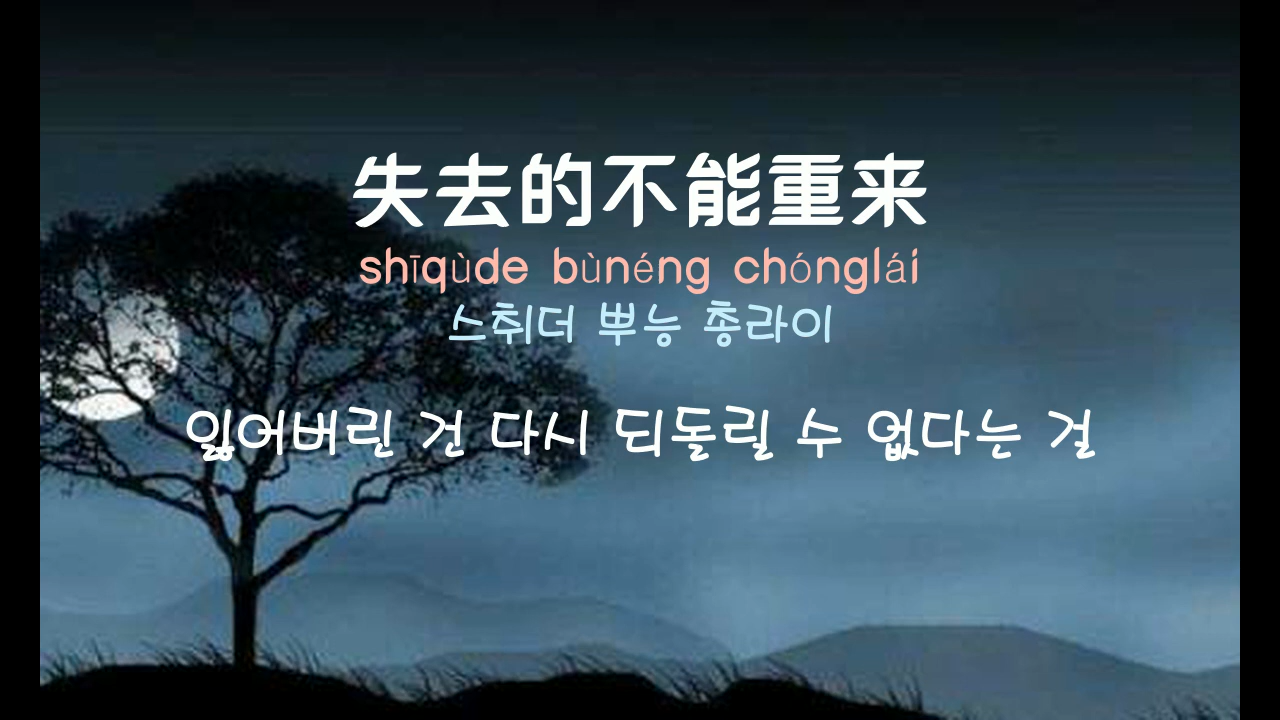 失去的不能重来
shīqùde bùnéng chónglái
스취더 뿌능 총라이
잃어버린 건 다시 되돌릴 수 없다는 걸